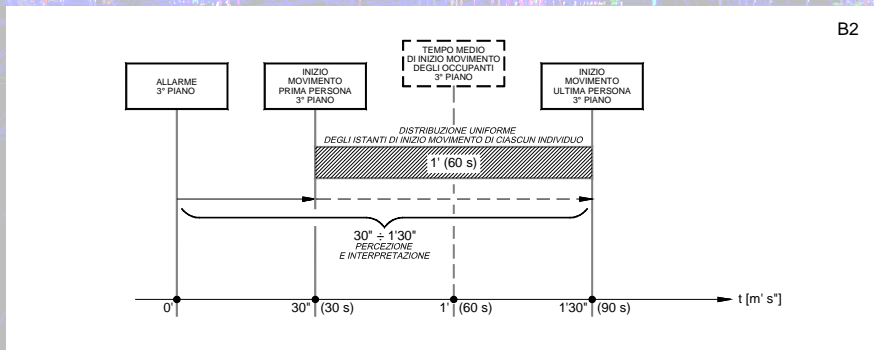 B2
ALLARME
3° PIANO
INIZIO
MOVIMENTO
PRIMA PERSONA
3° PIANO
TEMPO MEDIO
DI INIZIO MOVIMENTO
DEGLI OCCUPANTI
3° PIANO
INIZIO
MOVIMENTO
ULTIMA PERSONA
3° PIANO
DISTRIBUZIONE UNIFORME
DEGLI ISTANTI DI INIZIO MOVIMENTO DI CIASCUN INDIVIDUO
1' (60 s)
30" ÷ 1'30"
PERCEZIONE
E INTERPRETAZIONE
0'
30" (30 s)
1' (60 s)
1'30" (90 s)
t [m' s"]